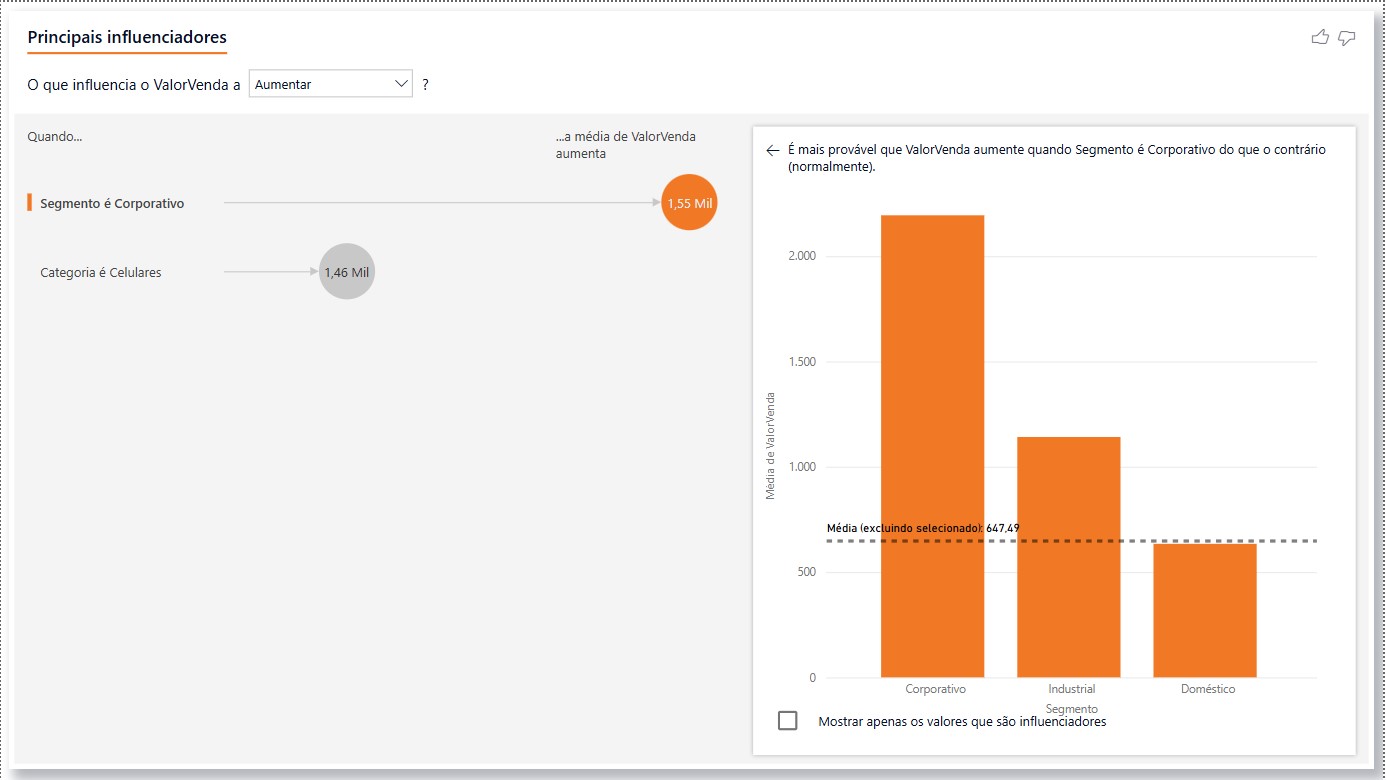 Principais influenciadores
O que influencia o ValorVenda a Aumentar ?
Quando...
...a média de ValorVenda
aumenta
Segmento é Corporativo
1,55 Mil
Categoria é Celulares
1,46 Mil
É mais provável que ValorVenda aumente quando Segmento é Corporativo do que o contrário
(normalmente).
Média de ValorVenda
2.000
1.500
1.000
500
0
Média (excluindo selecionado): 647,49
Corporativo
Industrial
Doméstico
Segmento
Mostrar apenas os valores que são influenciadores